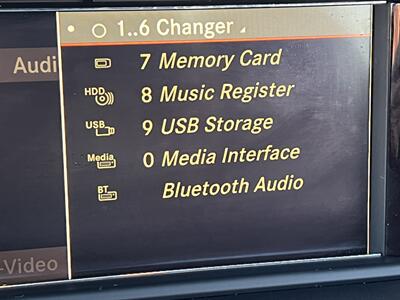 1..6 Changer
Audi
7 Memory Card
HDD 8 Music Register
USB 9 USB Storage
Media 0 Media Interface
BT Bluetooth Audio
-Video